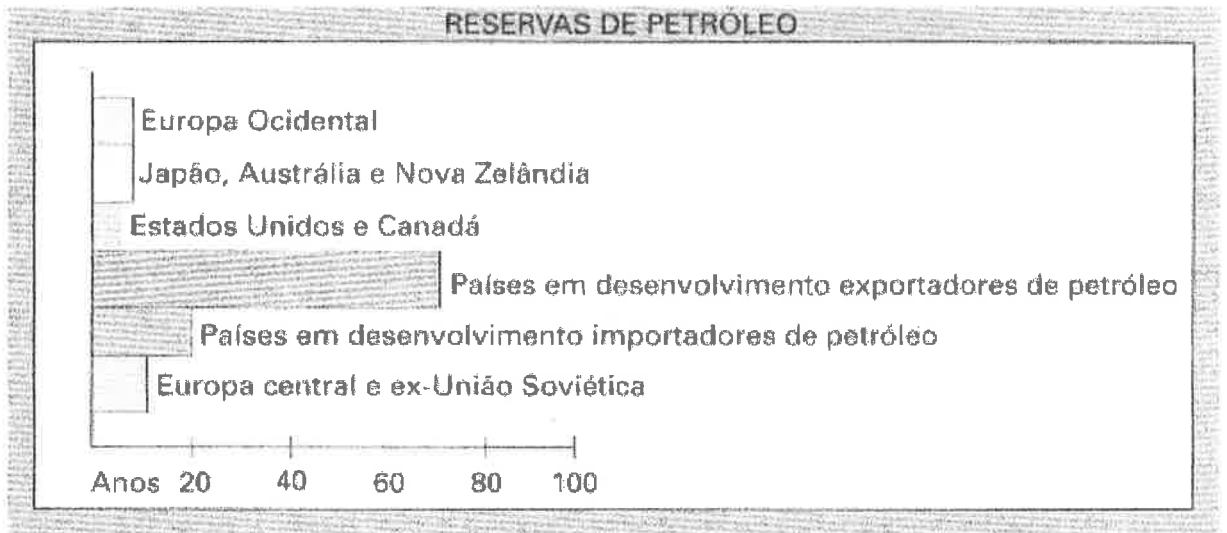 RESERVAS DE PETRÓLEO
Europa Ocidental
Japão, Austrália e Nova Zelândia
Estados Unidos e Canadá
Países em desenvolvimento exportadores de petróleo
Países em desenvolvimento importadores de petróleo
Europa central e ex-União Soviética
Anos 20 40 60 80 100